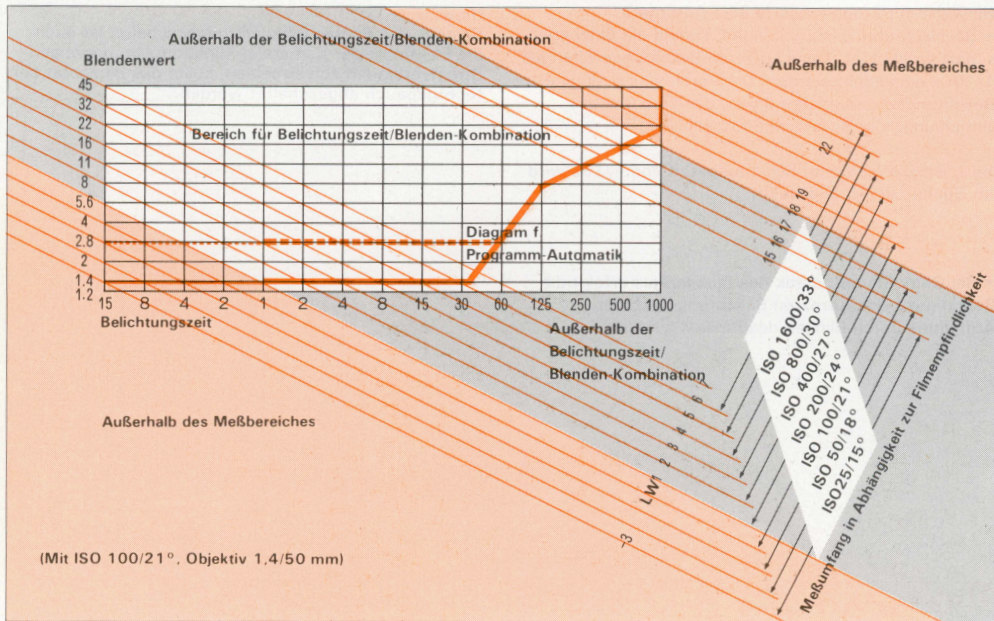 Außerhalb der Belichtungszeit/Blenden-Kombination
Blendenwert
Außerhalb des Meßbereiches
45
32
22
16
11
8
5.6
4
2.8
2
1.4
1.2
Bereich für Belichtungszeit/Blenden-Kombination
Diagram f.
Programm-Automatik
15 8 4 2 1 2 4 8 15 30 60 125 250 500 1000
Belichtungszeit
Außerhalb der
Belichtungszeit/
Blenden-Kombination
Außerhalb des Meßbereiches
22
15 16 17 18 19
ISO 1600/33°
ISO 800/30°
ISO 400/27°
ISO 200/24°
ISO 100/21°
ISO 50/18°
ISO25/15°
Meßumfang in Abhängigkeit zur Filmempfindlichkeit
-3
LW1 2 3 4 5 6 7
(Mit ISO 100/21°, Objektiv 1,4/50 mm)